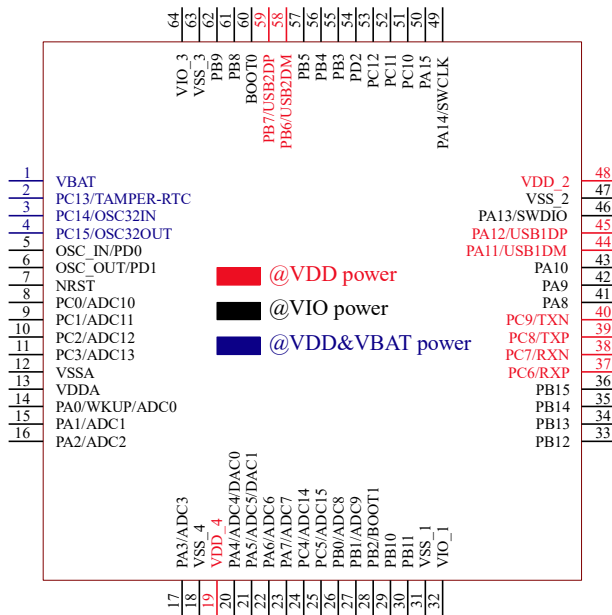 64 63 62 61 60 59 58 57 56 55 54 53 52 51 50 49
VIO_3
VSS_3
PB9
PB8
BOOT0
PB7/USB2DP
PB6/USB2DM
PB5
PB4
PB3
PD2
PC12
PC11
PC10
PA15
PA14/SWCLK
1 VBAT
2 PC13/TAMPER-RTC
3 PC14/OSC32IN
4 PC15/OSC32OUT
5 OSC_IN/PD0
6 OSC_OUT/PD1
7 NRST
8 PC0/ADC10
9 PC1/ADC11
10 PC2/ADC12
11 PC3/ADC13
12 VSSA
13 VDDA
14 PA0/WKUP/ADC0
15 PA1/ADC1
16 PA2/ADC2
@VDD power
@VIO power
@VDD&VBAT power
VDD_2 48
VSS_2 47
PA13/SWDIO 46
PA12/USB1DP 45
PA11/USB1DM 44
PA10 43
PA9 42
PA8 41
PC9/TXN 40
PC8/TXP 39
PC7/RXN 38
PC6/RXP 37
PB15 36
PB14 35
PB13 34
PB12 33
PA3/ADC3
VSS_4
VDD_4
PA4/ADC4/DAC0
PA5/ADC5/DAC1
PA6/ADC6
PA7/ADC7
PC4/ADC14
PC5/ADC15
PB0/ADC8
PB1/ADC9
PB2/BOOT1
PB10
PB11
VSS_1
VIO_1
17 18 19 20 21 22 23 24 25 26 27 28 29 30 31 32